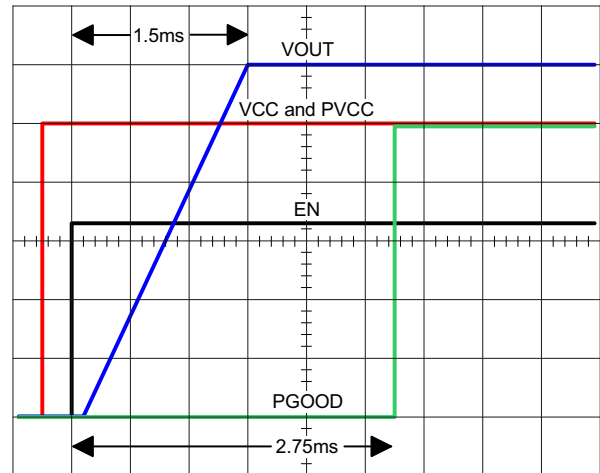 1.5ms
VOUT
VCC and PVCC
EN
PGOOD
2.75ms